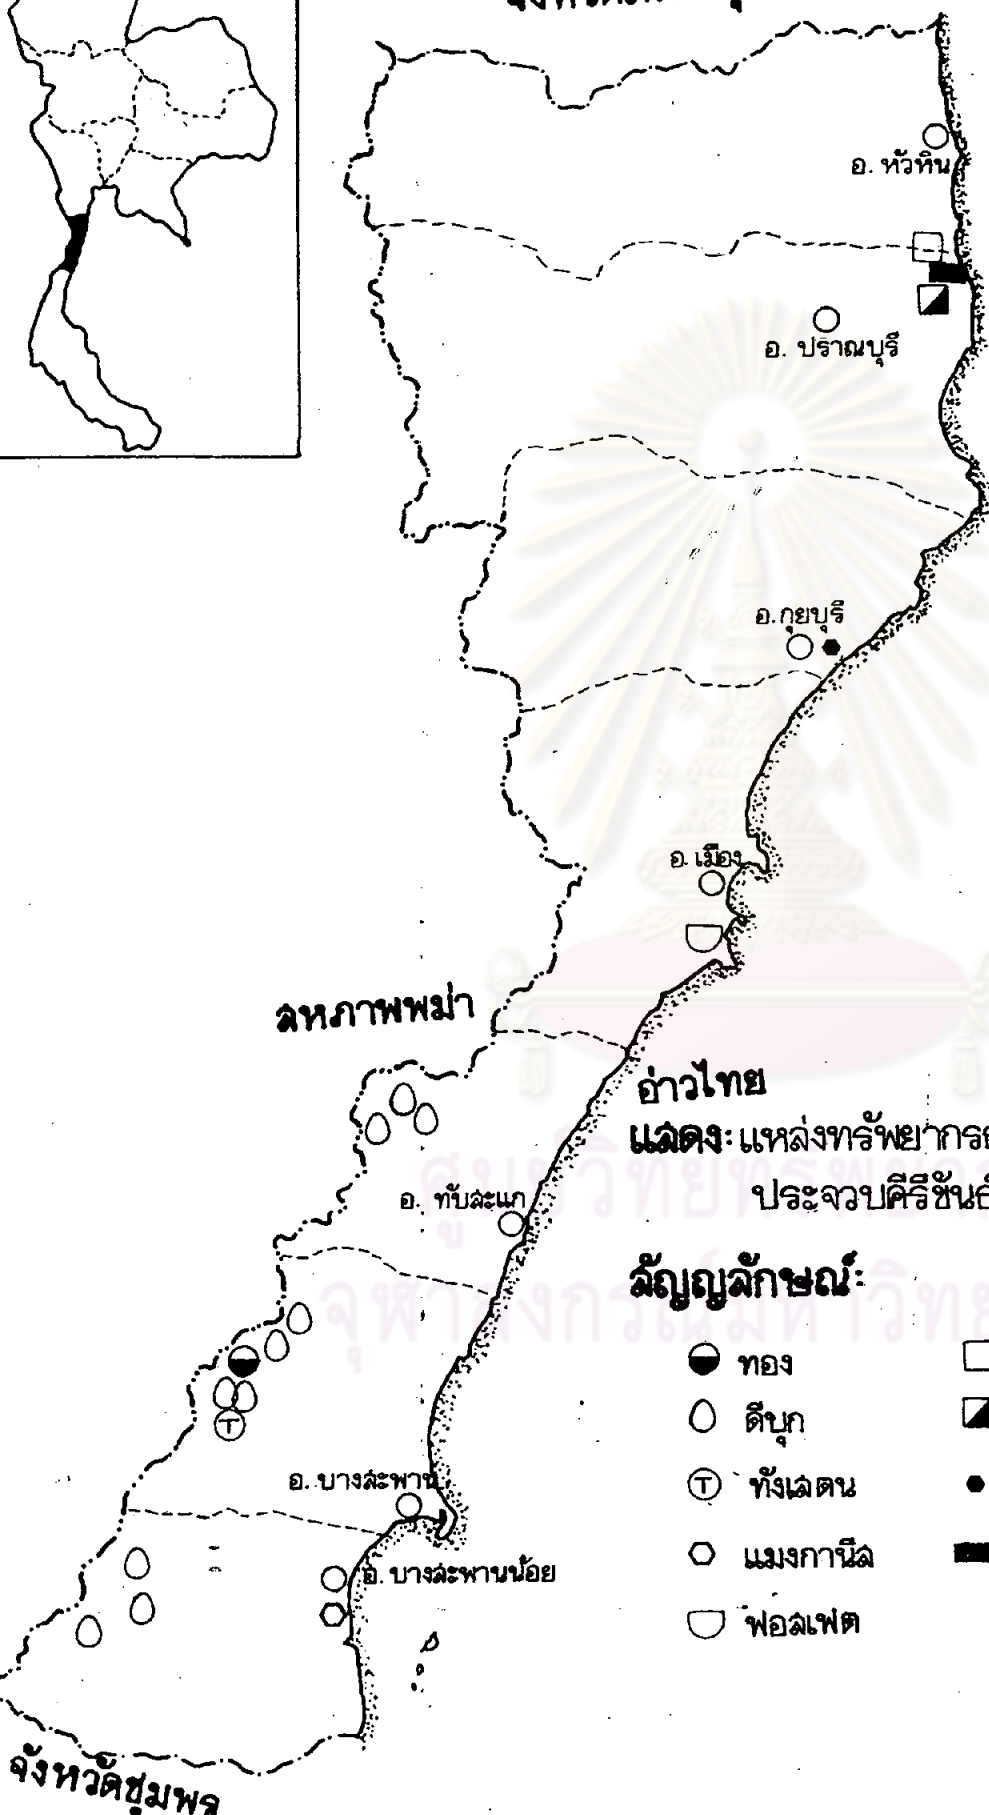 อ. หัวหิน
อ. ปราณบุรี
อ.กุยบุรี
อ. เมือง
สหภาพพม่า
อ่าวไทย
แสดง: แหล่งทรัพยากร
ประจวบคีรีขันธ์
อ. ทับสะแก
สัญญลักษณ์:
ทอง
ดีบุก
T ทังสเตน
แมงกานีส
ฟอสเฟต
T
อ. บางสะพาน
อ. บางสะพานน้อย
จังหวัดชุมพร